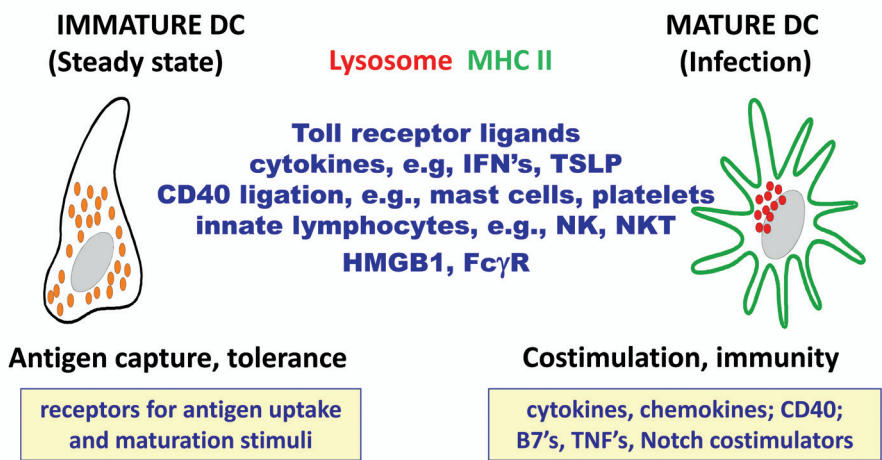 IMMATURE DC
(Steady state)
Lysosome MHC II
MATURE DC
(Infection)
Toll receptor ligands
cytokines, e.g, IFN's, TSLP
CD40 ligation, e.g., mast cells, platelets
innate lymphocytes, e.g., NK, NKT
HMGB1, FcγR
Antigen capture, tolerance
receptors for antigen uptake
and maturation stimuli
Costimulation, immunity
cytokines, chemokines; CD40;
B7's, TNF's, Notch costimulators